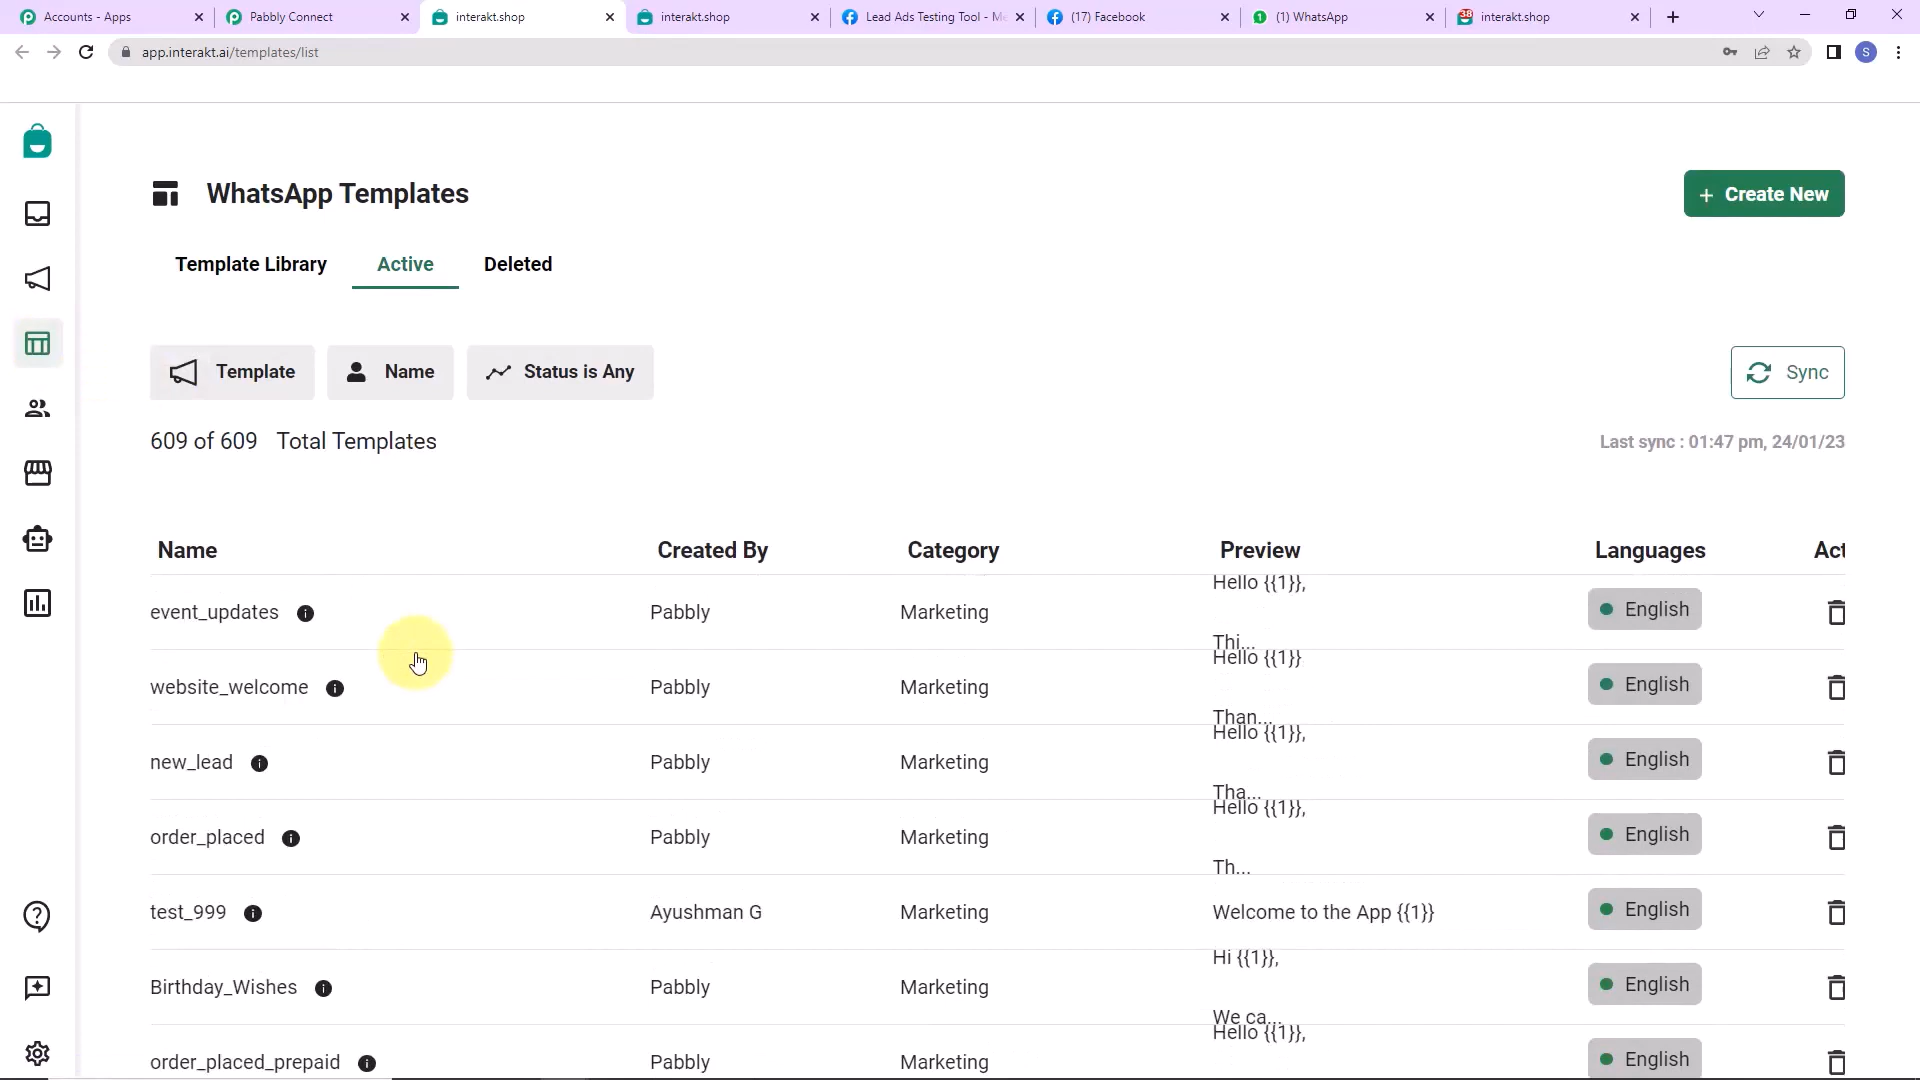 Accounts - Apps
Pabbly Connect
interakt.shop
interakt.shop
Lead Ads Testing Tool - Me
(17) Facebook
(1) WhatsApp
38
interakt.shop
app.interakt.ai/templates/list
S
WhatsApp Templates
+ Create New
Template Library
Active
Deleted
Template
Name
Status is Any
Sync
609 of 609 Total Templates
Last sync : 01:47 pm, 24/01/23
Name Created By Category Preview Languages Act
event_updates Pabbly Marketing Hello {{1}}, English
Thi...
website_welcome Pabbly Marketing Hello {{1}} English
Than...
new_lead Pabbly Marketing Hello {{1}}, English
Tha...
order_placed Pabbly Marketing Hello {{1}}, English
Th...
test_999 Ayushman G Marketing Welcome to the App {{1}} English
Birthday_Wishes Pabbly Marketing Hi {{1}}, English
We ca...
order_placed_prepaid Pabbly Marketing Hello {{1}}, English